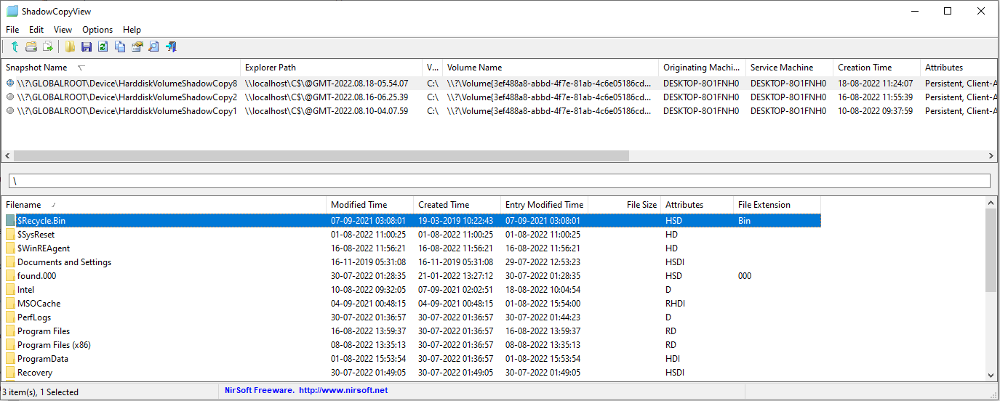 ShadowCopyView
File Edit View Options Help
Snapshot Name Explorer Path V... Volume Name Originating Machi... Service Machine Creation Time Attributes
\\?\GLOBALROOT\Device\HarddiskVolumeShadowCopy8 \\localhost\C$\@GMT-2022.08.18-05.54.07 C:\ \\?\Volume{3ef488a8-abbd-4f7e-81ab-4c6e05186cd... DESKTOP-8O1FNH0 DESKTOP-8O1FNH0 18-08-2022 11:24:07 Persistent, Client-A
\\?\GLOBALROOT\Device\HarddiskVolumeShadowCopy2 \\localhost\C$\@GMT-2022.08.16-06.25.39 C:\ \\?\Volume{3ef488a8-abbd-4f7e-81ab-4c6e05186cd... DESKTOP-8O1FNH0 DESKTOP-8O1FNH0 16-08-2022 11:55:39 Persistent, Client-A
\\?\GLOBALROOT\Device\HarddiskVolumeShadowCopy1 \\localhost\C$\@GMT-2022.08.10-04.07.59 C:\ \\?\Volume{3ef488a8-abbd-4f7e-81ab-4c6e05186cd... DESKTOP-8O1FNH0 DESKTOP-8O1FNH0 10-08-2022 09:37:59 Persistent, Client-A
\
Filename Modified Time Created Time Entry Modified Time File Size Attributes File Extension
$Recycle.Bin 07-09-2021 03:08:01 19-03-2019 10:22:43 07-09-2021 03:08:01 HSD Bin
$SysReset 01-08-2022 11:00:25 01-08-2022 11:00:25 01-08-2022 11:00:25 HD
$WinREAgent 16-08-2022 11:56:21 16-08-2022 11:56:21 16-08-2022 11:56:21 HD
Documents and Settings 16-11-2019 05:31:08 16-11-2019 05:31:08 29-07-2022 12:53:23 HSDI
found.000 30-07-2022 01:28:35 21-01-2022 13:27:12 30-07-2022 01:28:35 HSD 000
Intel 10-08-2022 09:32:05 07-09-2021 02:02:51 18-08-2022 10:04:54 D
MSOCache 04-09-2021 00:48:15 04-09-2021 00:48:15 01-08-2022 15:54:00 RHDI
PerfLogs 30-07-2022 01:36:57 30-07-2022 01:36:57 30-07-2022 01:44:23 D
Program Files 16-08-2022 13:59:37 30-07-2022 01:36:57 16-08-2022 13:59:37 RD
Program Files (x86) 08-08-2022 13:35:13 30-07-2022 01:36:57 08-08-2022 13:35:13 RD
ProgramData 01-08-2022 15:53:54 30-07-2022 01:36:57 01-08-2022 15:53:54 HDI
Recovery 30-07-2022 01:49:05 30-07-2022 01:49:05 30-07-2022 01:49:05 HSDI
3 item(s), 1 Selected NirSoft Freeware. http://www.nirsoft.net